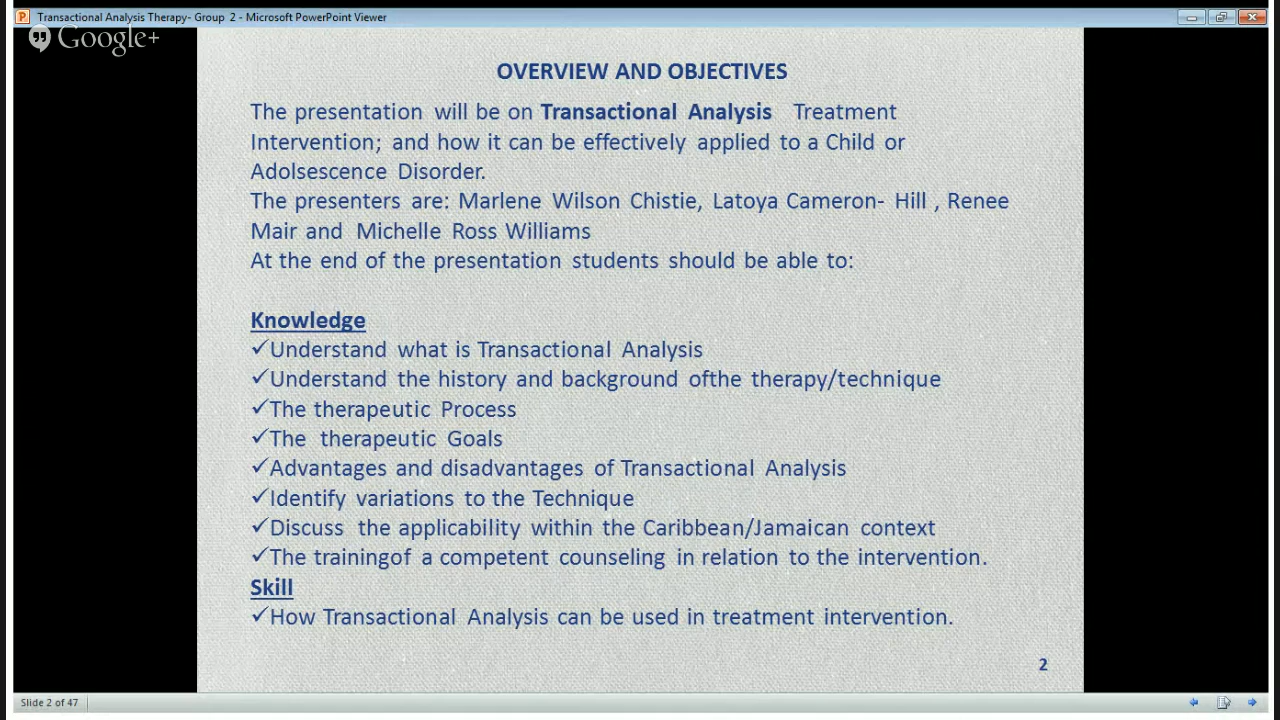 Transactional Analysis Therapy- Group 2 - Microsoft PowerPoint Viewer
Google+
OVERVIEW AND OBJECTIVES
The presentation will be on Transactional Analysis Treatment
Intervention; and how it can be effectively applied to a Child or
Adolsescence Disorder.
The presenters are: Marlene Wilson Chistie, Latoya Cameron- Hill , Renee
Mair and Michelle Ross Williams
At the end of the presentation students should be able to:
Knowledge
✓Understand what is Transactional Analysis
✓Understand the history and background ofthe therapy/technique
✓The therapeutic Process
✓The therapeutic Goals
✓Advantages and disadvantages of Transactional Analysis
✓Identify variations to the Technique
✓Discuss the applicability within the Caribbean/Jamaican context
✓The trainingof a competent counseling in relation to the intervention.
Skill
✓How Transactional Analysis can be used in treatment intervention.
2
Slide 2 of 47